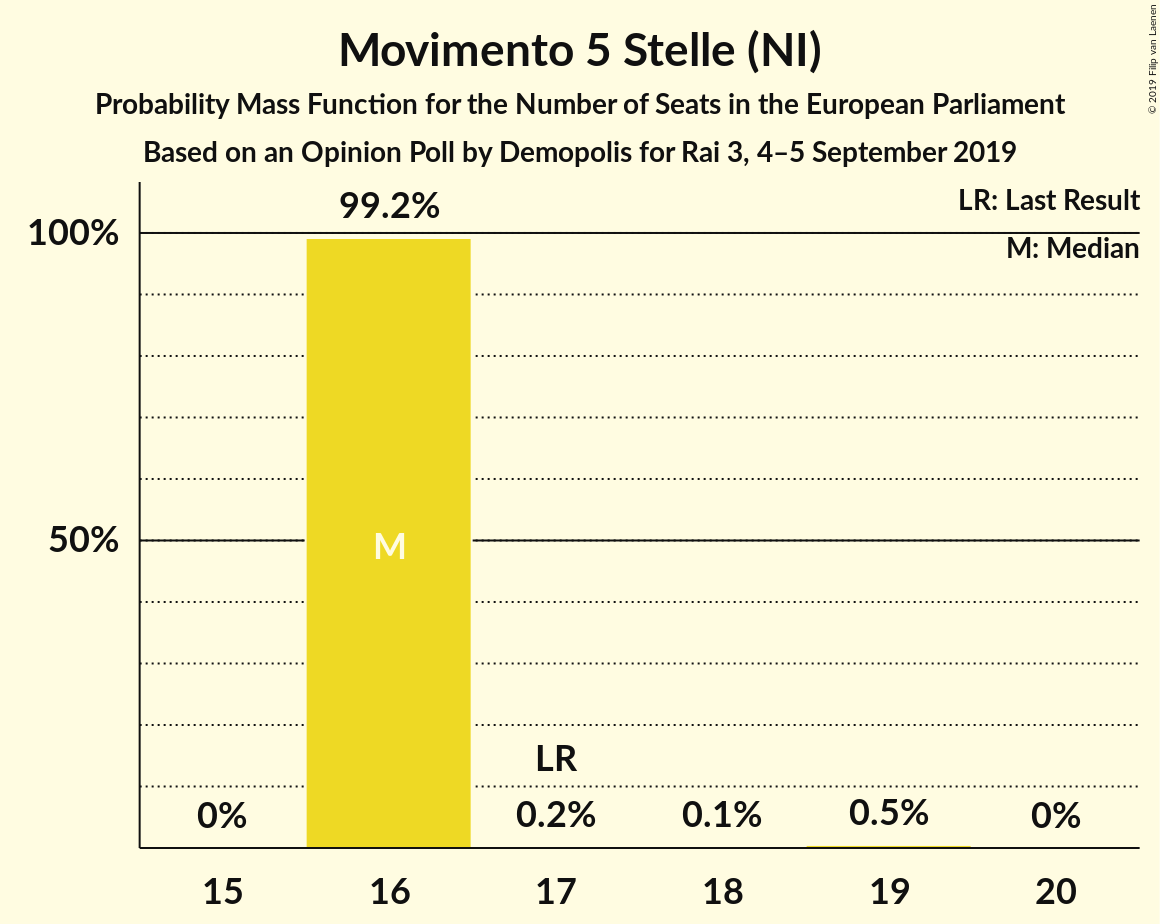 Movimento 5 Stelle (NI)
Probability Mass Function for the Number of Seats in the European Parliament
Based on an Opinion Poll by Demopolis for Rai 3, 4–5 September 2019
© 2019 Filip van Laenen
LR: Last Result
M: Median
100%
50%
99.2%
M
LR
0%
0.2%
0.1%
0.5%
0%
15
16
17
18
19
20